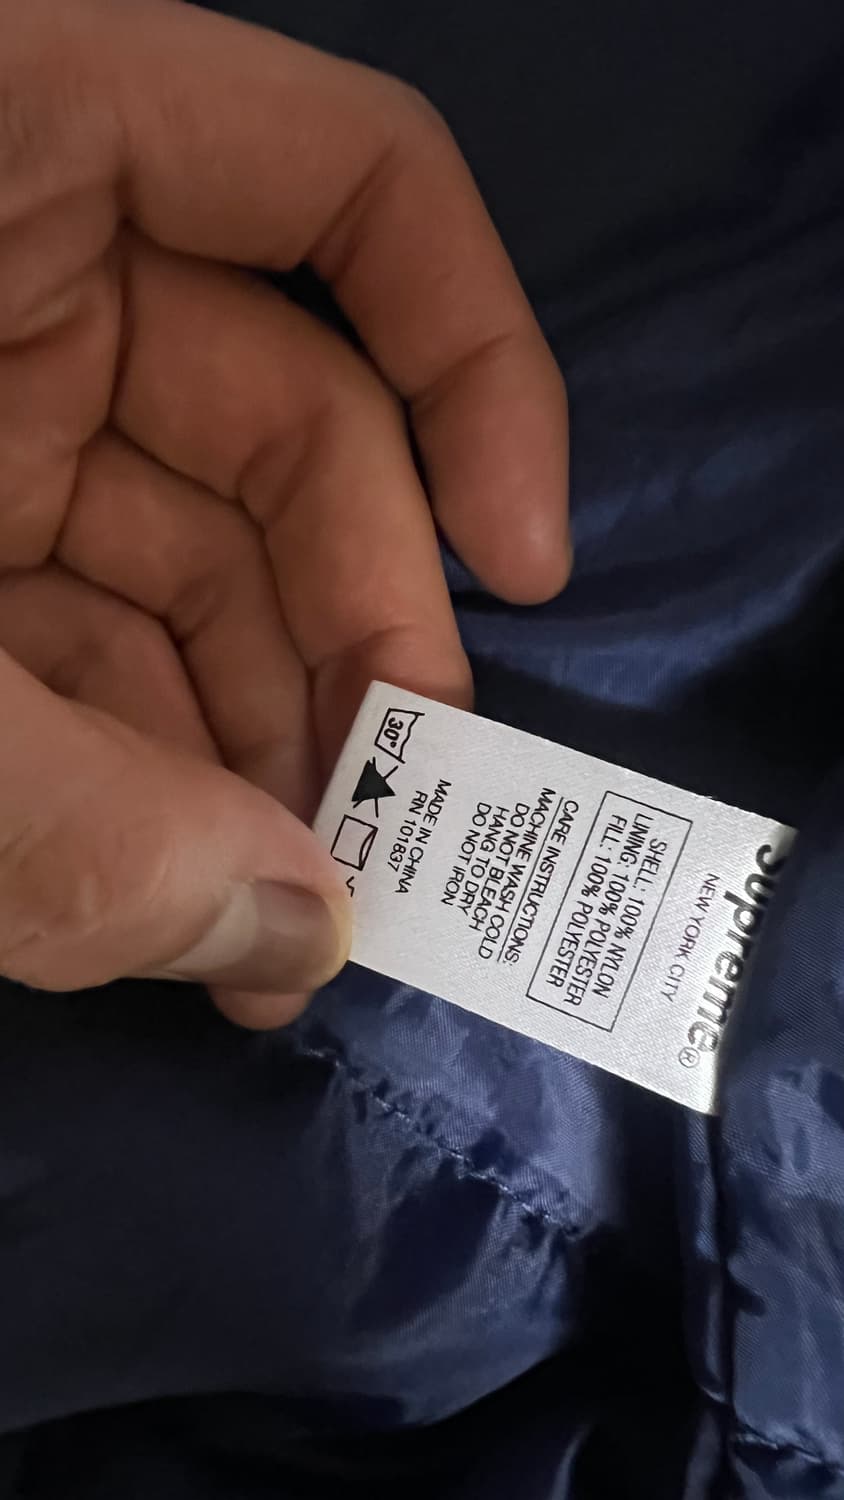 Supreme®
NEW YORK CITY
SHELL: 100% NYLON
LINING: 100% POLYESTER
FILL: 100% POLYESTER
CARE INSTRUCTIONS:
MACHINE WASH COLD
DO NOT BLEACH
HANG TO DRY
DO NOT IRON
MADE IN CHINA
RN 101837
30°